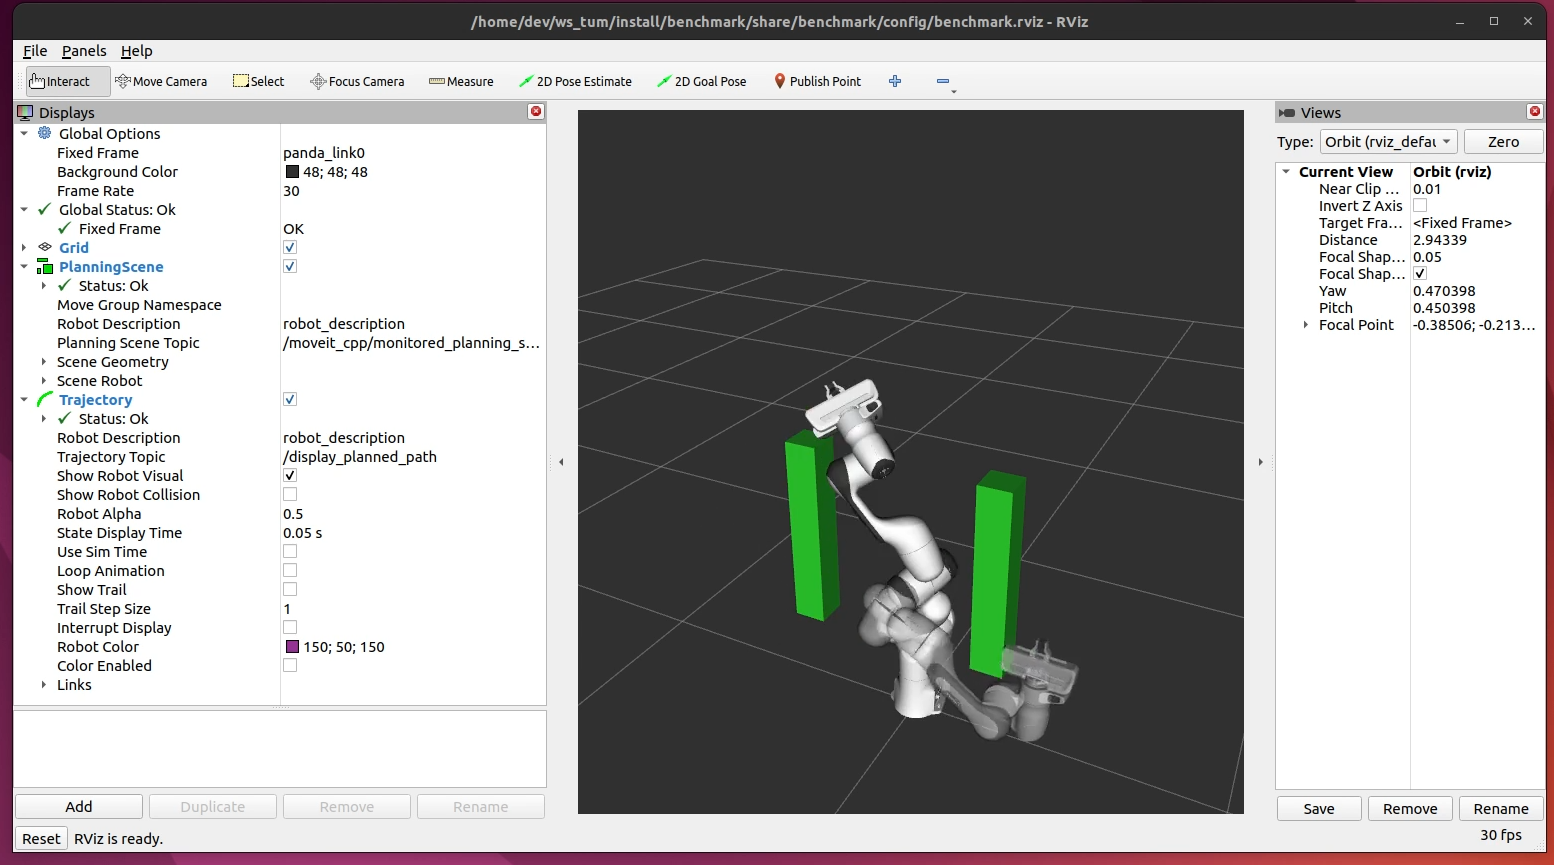 /home/dev/ws_tum/install/benchmark/share/benchmark/config/benchmark.rviz - RViz
File Panels Help
Interact Move Camera Select Focus Camera Measure 2D Pose Estimate 2D Goal Pose Publish Point
Displays
Global Options
Fixed Frame panda_link0
Background Color 48; 48; 48
Frame Rate 30
Global Status: Ok
Fixed Frame OK
Grid
PlanningScene
Status: Ok
Move Group Namespace
Robot Description robot_description
Planning Scene Topic /moveit_cpp/monitored_planning_s...
Scene Geometry
Scene Robot
Trajectory
Status: Ok
Robot Description robot_description
Trajectory Topic /display_planned_path
Show Robot Visual
Show Robot Collision
Robot Alpha 0.5
State Display Time 0.05 s
Use Sim Time
Loop Animation
Show Trail
Trail Step Size 1
Interrupt Display
Robot Color 150; 50; 150
Color Enabled
Links
Add Duplicate Remove Rename
Reset RViz is ready.
Views
Type: Orbit (rviz_defau Zero
Current View Orbit (rviz)
Near Clip ... 0.01
Invert Z Axis
Target Fra... <Fixed Frame>
Distance 2.94339
Focal Shap... 0.05
Focal Shap...
Yaw 0.470398
Pitch 0.450398
Focal Point -0.38506; -0.213...
Save Remove Rename
30 fps